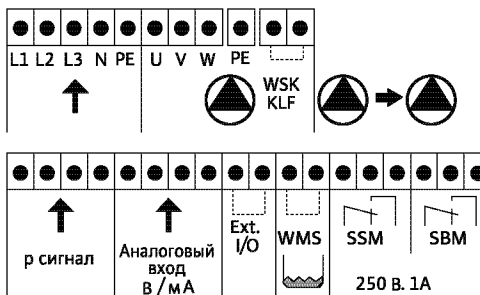 L1 L2 L3 N PE U V W PE
WSK
KLF
p сигнал
Аналоговый
вход
В / мА
Ext.
I/O
WMS
SSM
SBM
250 В. 1А